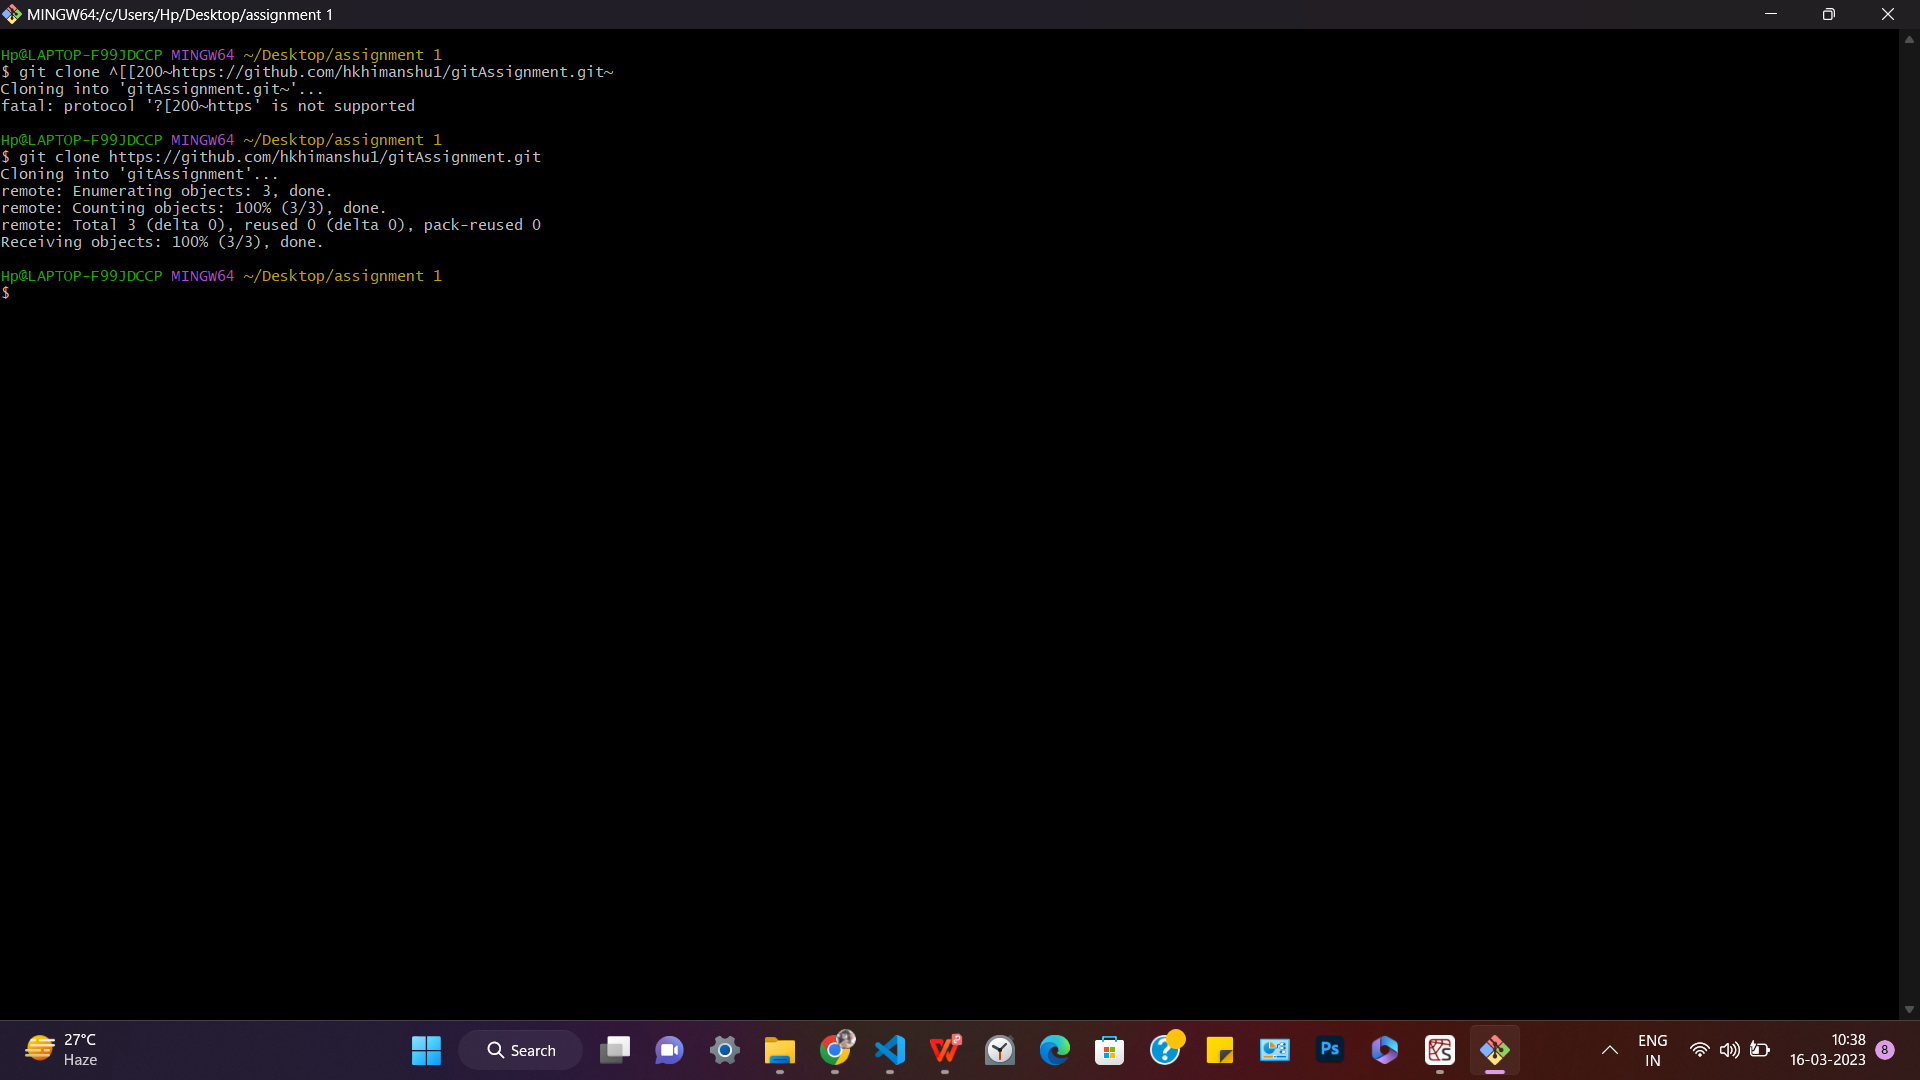 MINGW64:/c/Users/Hp/Desktop/assignment 1
Hp@LAPTOP-F99JDCCP MINGW64 ~/Desktop/assignment 1
$ git clone ^[[200~https://github.com/hkhimanshu1/gitAssignment.git~
Cloning into 'gitAssignment.git~'...
fatal: protocol '?[200~https' is not supported
Hp@LAPTOP-F99JDCCP MINGW64 ~/Desktop/assignment 1
$ git clone https://github.com/hkhimanshu1/gitAssignment.git
Cloning into 'gitAssignment'...
remote: Enumerating objects: 3, done.
remote: Counting objects: 100% (3/3), done.
remote: Total 3 (delta 0), reused 0 (delta 0), pack-reused 0
Receiving objects: 100% (3/3), done.
Hp@LAPTOP-F99JDCCP MINGW64 ~/Desktop/assignment 1
$
27°C
Haze
Search
Ps
ENG
IN
10:38
16-03-2023
8